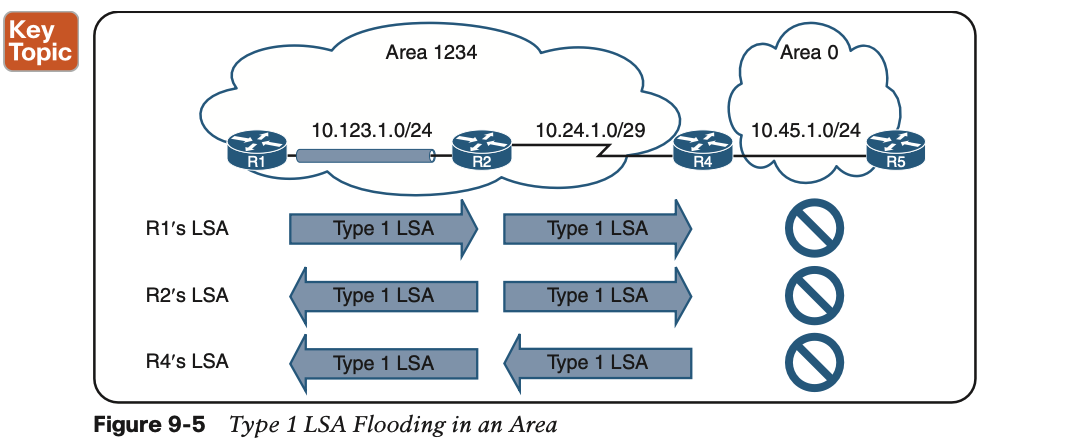 Key
Topic
Area 1234
Area 0
10.123.1.0/24
10.24.1.0/29
10.45.1.0/24
R1
R2
R4
R5
R1′s LSA
Type 1 LSA
Type 1 LSA
R2′s LSA
Type 1 LSA
Type 1 LSA
R4′s LSA
Type 1 LSA
Type 1 LSA
Figure 9-5 Type 1 LSA Flooding in an Area